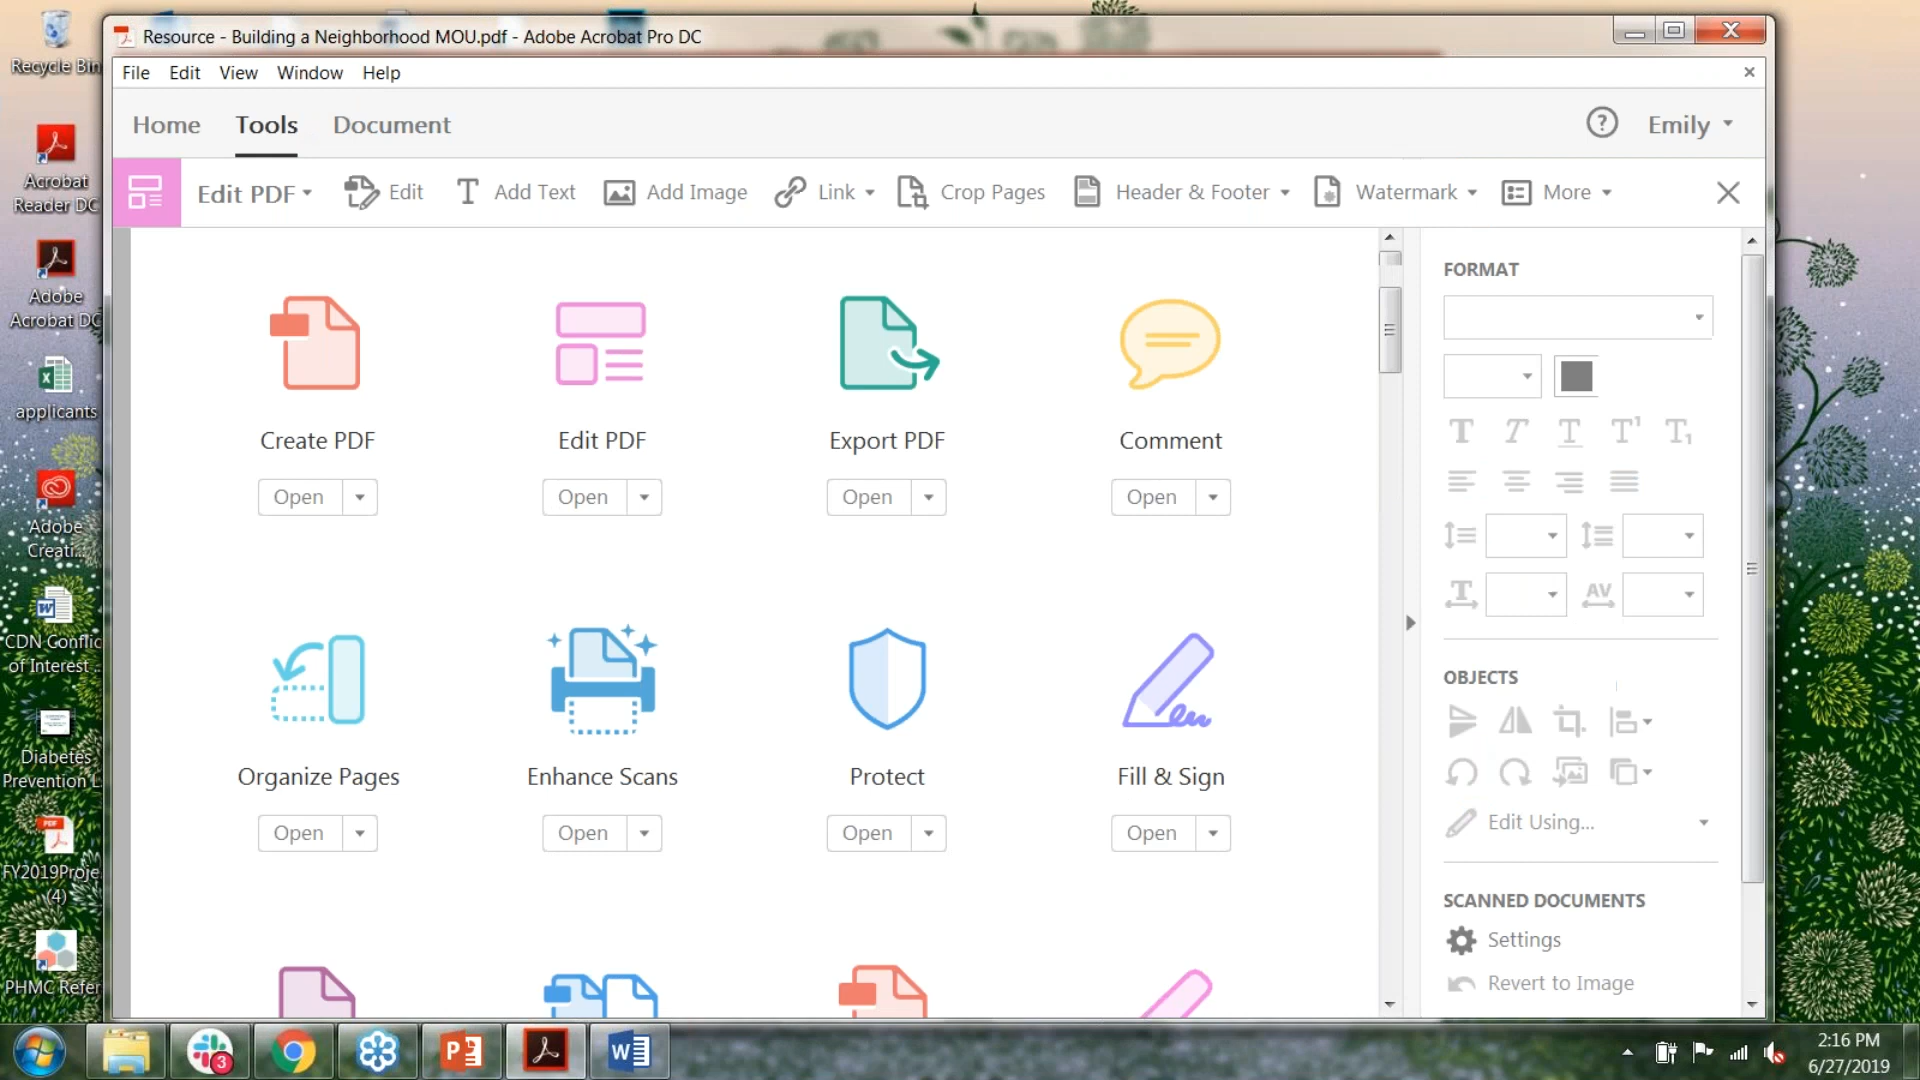 Resource - Building a Neighborhood MOU.pdf - Adobe Acrobat Pro DC
File Edit View Window Help
Home Tools Document
Emily
Edit PDF Edit Add Text Add Image Link Crop Pages Header & Footer Watermark More
Create PDF Edit PDF Export PDF Comment
Open Open Open Open
Organize Pages Enhance Scans Protect Fill & Sign
Open Open Open Open
FORMAT
OBJECTS
Edit Using...
SCANNED DOCUMENTS
Settings
Revert to Image
Recycle Bin
Acrobat
Reader DC
Adobe
Acrobat DC
applicants
Adobe
Creati...
CDN Conflic
of Interest ...
Diabetes
Prevention L
FY2019Proje
(4)
PHMC Refer
3
2:16 PM
6/27/2019